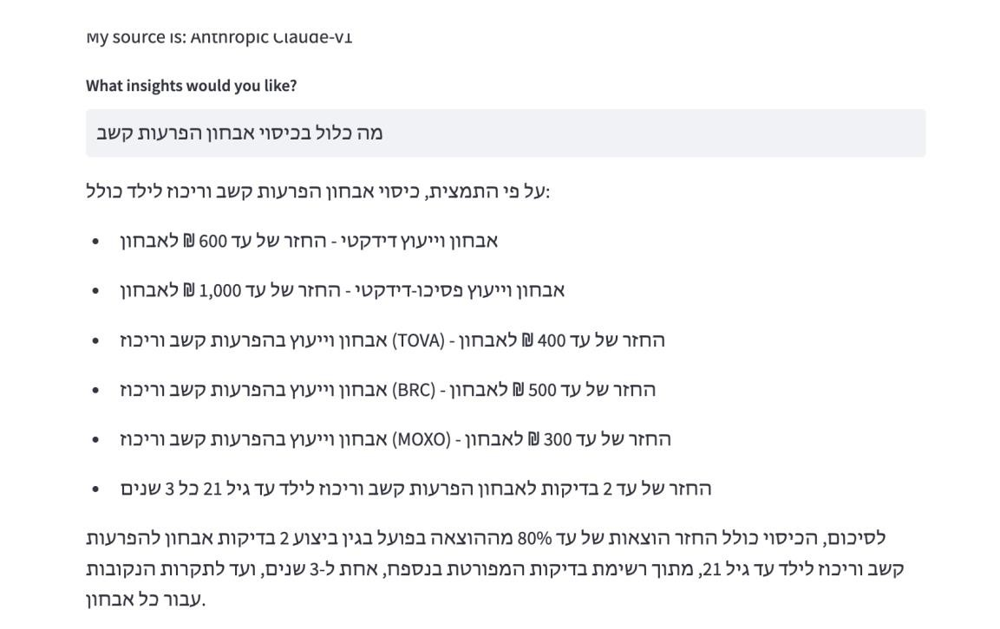 My source is: Anthropic Claude-v1
What insights would you like?
מה כלול בכיסוי אבחון הפרעות קשב
על פי התמצית, כיסוי אבחון הפרעות קשב וריכוז לילד כולל:
• אבחון וייעוץ דידקטי - החזר של עד 600 ₪ לאבחון
• אבחון וייעוץ פסיכו-דידקטי - החזר של עד 1,000 ₪ לאבחון
• אבחון וייעוץ בהפרעות קשב וריכוז (TOVA) - החזר של עד 400 ₪ לאבחון
• אבחון וייעוץ בהפרעות קשב וריכוז (BRC) - החזר של עד 500 ₪ לאבחון
• אבחון וייעוץ בהפרעות קשב וריכוז (MOXO) - החזר של עד 300 ₪ לאבחון
• החזר של עד 2 בדיקות לאבחון הפרעות קשב וריכוז לילד עד גיל 21 כל 3 שנים
לסיכום, הכיסוי כולל החזר הוצאות של עד 80% מההוצאה בפועל בגין ביצוע 2 בדיקות אבחון להפרעות
קשב וריכוז לילד עד גיל 21, מתוך רשימת בדיקות המפורטת בנספח, אחת ל-3 שנים, ועד לתקרות הנקובות
עבור כל אבחון.